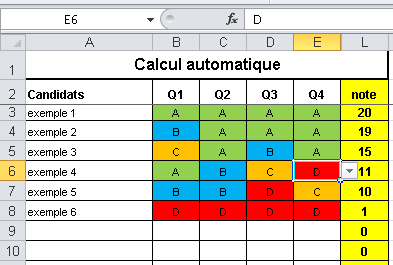 E6 fx D
A B C D E L
1 Calcul automatique
2 Candidats Q1 Q2 Q3 Q4 note
3 exemple 1 A A A A 20
4 exemple 2 B A A A 19
5 exemple 3 C A B A 15
6 exemple 4 A B C D 11
7 exemple 5 B B D C 10
8 exemple 6 D D D D 1
9 0
10 0